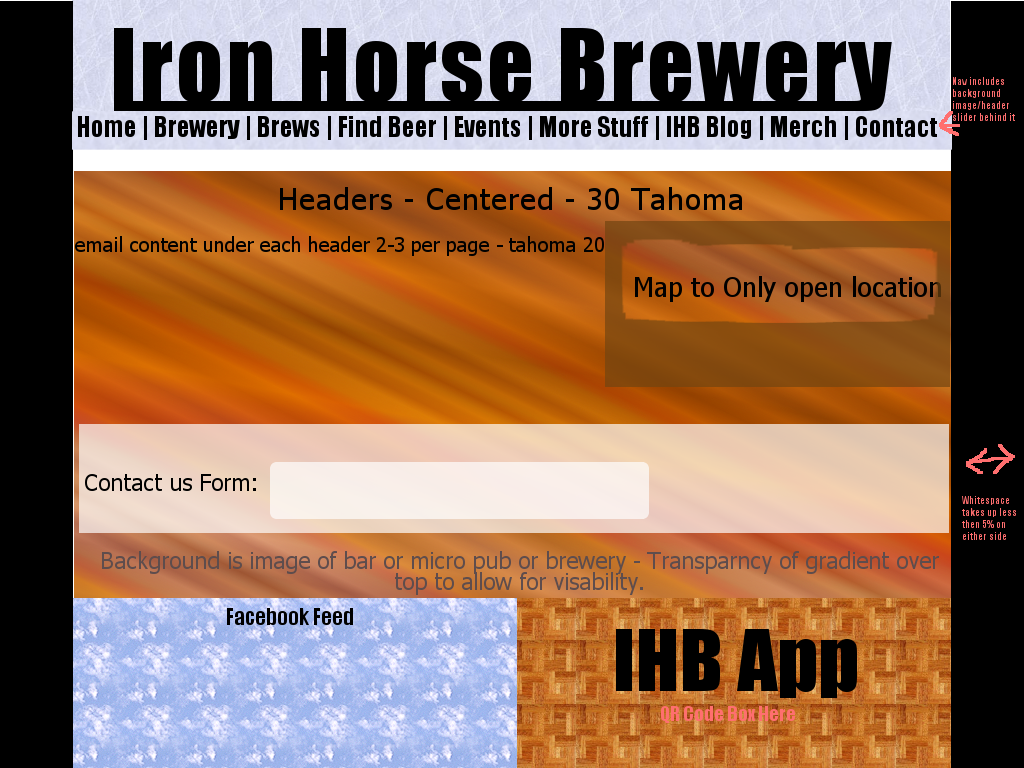 Iron Horse Brewery
Home | Brewery | Brews | Find Beer | Events | More Stuff | IHB Blog | Merch | Contact
Nav includes
background
image/header
slider behind it
Headers - Centered - 30 Tahoma
email content under each header 2-3 per page - tahoma 20
Map to Only open location
Contact us Form:
Whitespace
takes up less
then 5% on
either side
Background is image of bar or micro pub or brewery - Transparncy of gradient over
top to allow for visability.
Facebook Feed
IHB App
QR Code Box Here